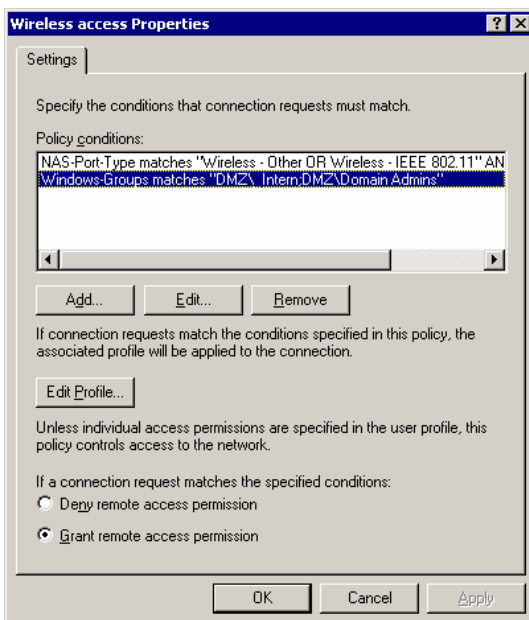 Wireless access Properties
Settings
Specify the conditions that connection requests must match.
Policy conditions:
NAS-Port-Type matches "Wireless - Other OR Wireless - IEEE 802.11" AN
Windows-Groups matches "DMZ\_Intern;DMZ\Domain Admins"
Add... Edit... Remove
If connection requests match the conditions specified in this policy, the
associated profile will be applied to the connection.
Edit Profile...
Unless individual access permissions are specified in the user profile, this
policy controls access to the network.
If a connection request matches the specified conditions:
Deny remote access permission
Grant remote access permission
OK Cancel Apply